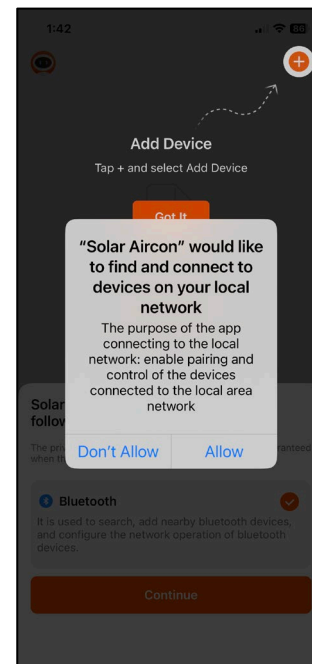 1:42
86
Add Device
Tap + and select Add Device
Got It
“Solar Aircon” would like
to find and connect to
devices on your local
network
The purpose of the app
connecting to the local
network: enable pairing and
control of the devices
connected to the local area
network
Don’t Allow
Allow
Solar
follow
when th
Bluetooth
It is used to search, add nearby bluetooth devices,
and configure the network operation of bluetooth
devices.
Continue